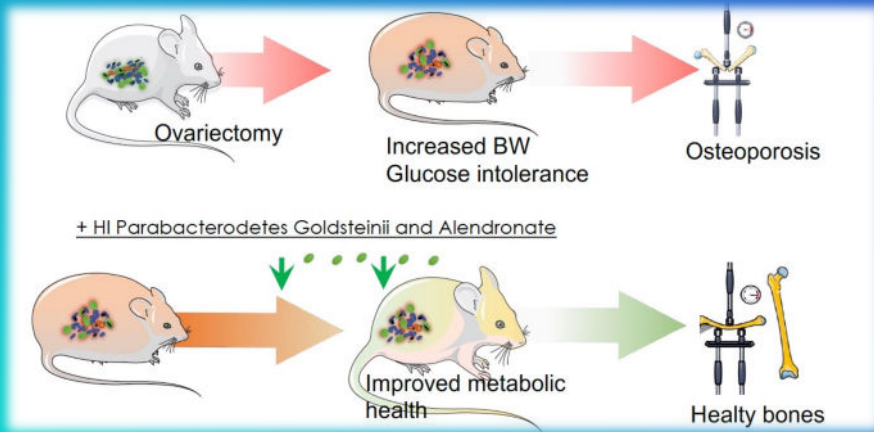 Ovariectomy
Increased BW
Glucose intolerance
Osteoporosis
+ HI Parabacterodetes Goldsteinii and Alendronate
Improved metabolic
health
Healty bones